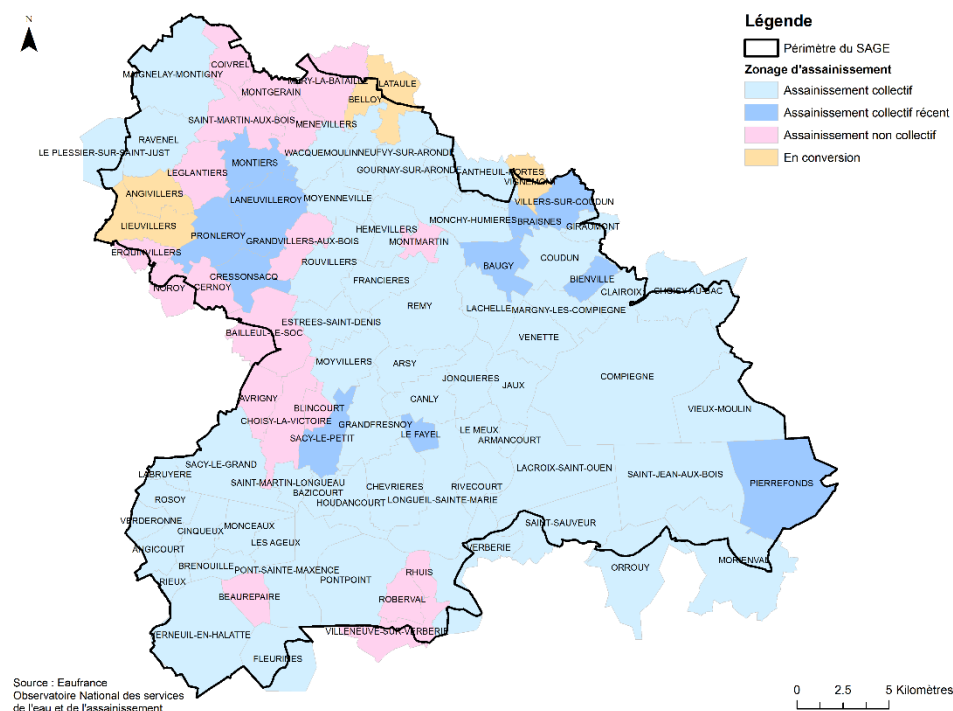 N
Légende
Périmètre du SAGE
Zonage d'assainissement
Assainissement collectif
Assainissement collectif récent
Assainissement non collectif
En conversion
COIVREL
MAIGNELAY-MONTIGNY
MERY-LA-BATAILLE
LATAULE
MONTGERAIN
BELLOY
SAINT-MARTIN-AUX-BOIS
MENEVILLERS
RAVENEL
LE PLESSIER-SUR-SAINT-JUST
WACQUEMOULIN
NEUFVY-SUR-ARONDE
MONTIERS
LEGLANTIERS
GOURNAY-SUR-ARONDE
ANTHEUIL-PORTES
VIGNEMONT
ANGIVILLERS
LANEUVILLEROY
MOYENNEVILLE
VILLERS-SUR-COUDUN
LIEUVILLERS
PRONLEROY
HEMEVILLERS
MONCHY-HUMIERES
BRAISNES
GIRAUMONT
GRANDVILLERS-AUX-BOIS
MONTMARTIN
ERQUINVILLERS
ROUVILLERS
BAUGY
COUDUN
CRESSONSACQ
FRANCIERES
BIENVILLE
NOROY
CERNOY
CLAIROIX
CHOISY-AU-BAC
REMY
LACHELLE
MARGNY-LES-COMPIEGNE
ESTREES-SAINT-DENIS
BAILLEUL-LE-SOC
VENETTE
MOYVILLERS
ARSY
JONQUIERES
JAUX
COMPIEGNE
AVRIGNY
CANLY
BLINCOURT
VIEUX-MOULIN
CHOISY-LA-VICTOIRE
GRANDFRESNOY
LE FAYEL
LE MEUX
SACY-LE-PETIT
ARMANCOURT
SACY-LE-GRAND
LACROIX-SAINT-OUEN
SAINT-JEAN-AUX-BOIS
LABRUYERE
SAINT-MARTIN-LONGUEAU
CHEVRIERES
RIVECOURT
PIERREFONDS
BAZICOURT
ROSOY
HOUDANCOURT
LONGUEIL-SAINTE-MARIE
VERDERONNE
MONCEAUX
SAINT-SAUVEUR
CINQUEUX
LES AGEUX
ANGICOURT
VERBERIE
MORIENVAL
BRENOUILLE
PONT-SAINTE-MAXENCE
RHUIS
ORROUY
RIEUX
PONTPOINT
BEAUREPAIRE
ROBERVAL
VERNEUIL-EN-HALATTE
VILLENEUVE-SUR-VERBERIE
FLEURINES
Source : Eaufrance
Observatoire National des services
de l'eau et de l'assainissement
0 2.5 5 Kilomètres